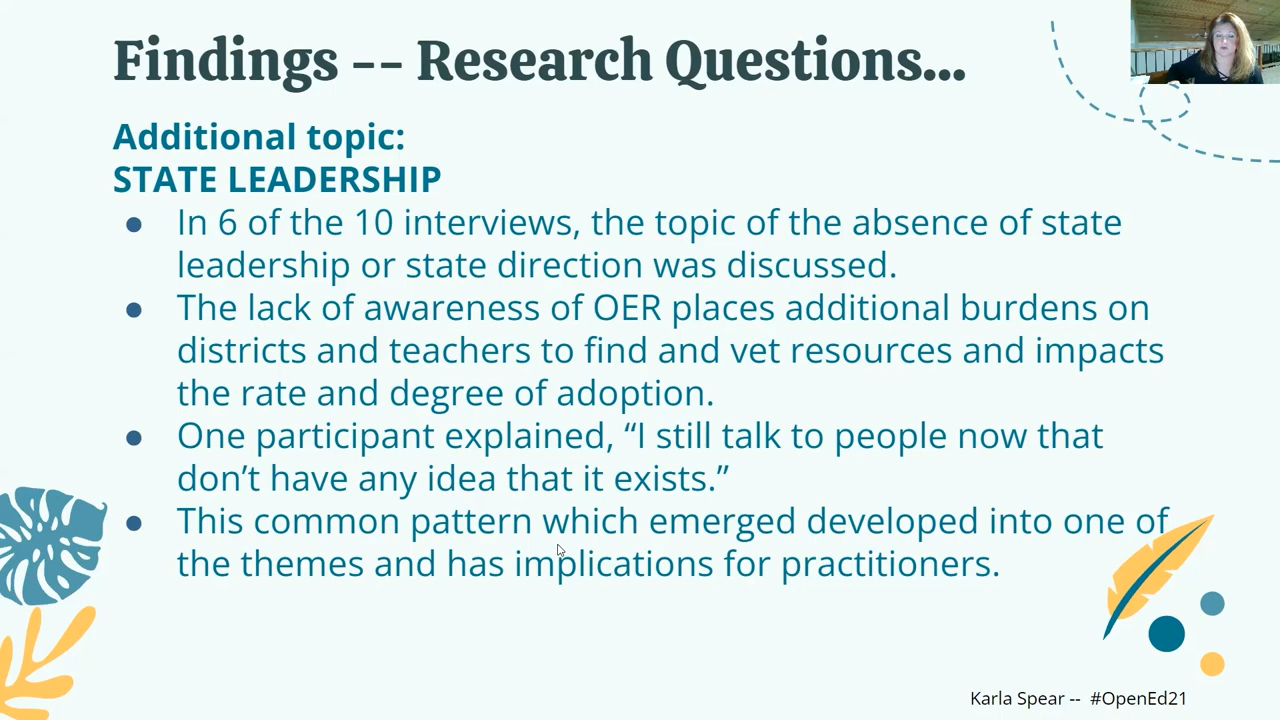 Findings -- Research Questions...
Additional topic:
STATE LEADERSHIP
● In 6 of the 10 interviews, the topic of the absence of state
leadership or state direction was discussed.
● The lack of awareness of OER places additional burdens on
districts and teachers to find and vet resources and impacts
the rate and degree of adoption.
● One participant explained, “I still talk to people now that
don’t have any idea that it exists.”
● This common pattern which emerged developed into one of
the themes and has implications for practitioners.
Karla Spear -- #OpenEd21